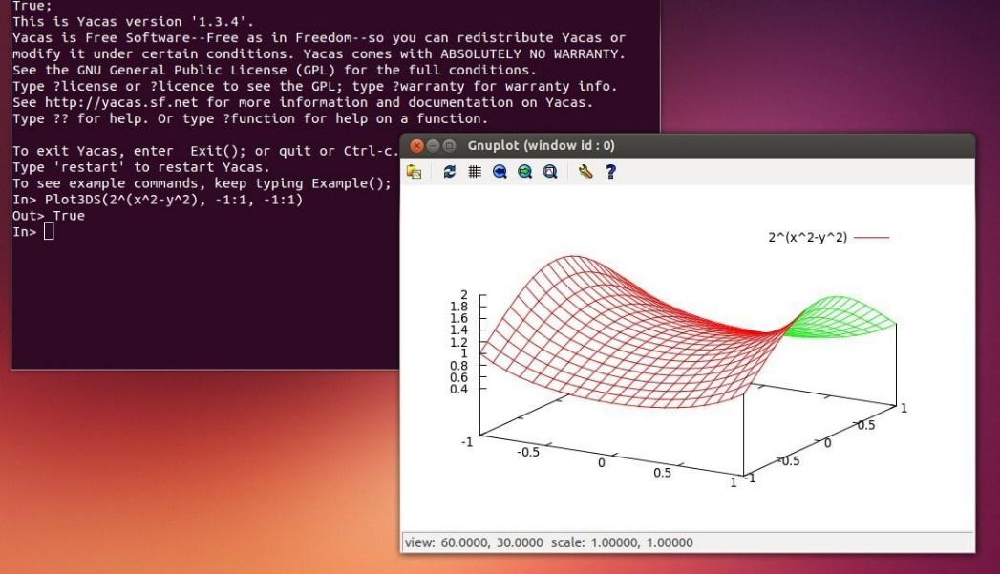 True;
This is Yacas version '1.3.4'.
Yacas is Free Software--Free as in Freedom--so you can redistribute Yacas or
modify it under certain conditions. Yacas comes with ABSOLUTELY NO WARRANTY.
See the GNU General Public License (GPL) for the full conditions.
Type ?license or ?licence to see the GPL; type ?warranty for warranty info.
See http://yacas.sf.net for more information and documentation on Yacas.
Type ?? for help. Or type ?function for help on a function.
To exit Yacas, enter  Exit(); or quit or Ctrl-c.
Type 'restart' to restart Yacas.
To see example commands, keep typing Example();
In> Plot3DS(2^(x^2-y^2), -1:1, -1:1)
Out> True
In>
Gnuplot (window id : 0)
2^(x^2-y^2)
2
1.8
1.6
1.4
1.2
1
0.8
0.6
0.4
-1
-0.5
0
0.5
1
-1
-0.5
0
0.5
1
view: 60.0000, 30.0000 scale: 1.00000, 1.00000